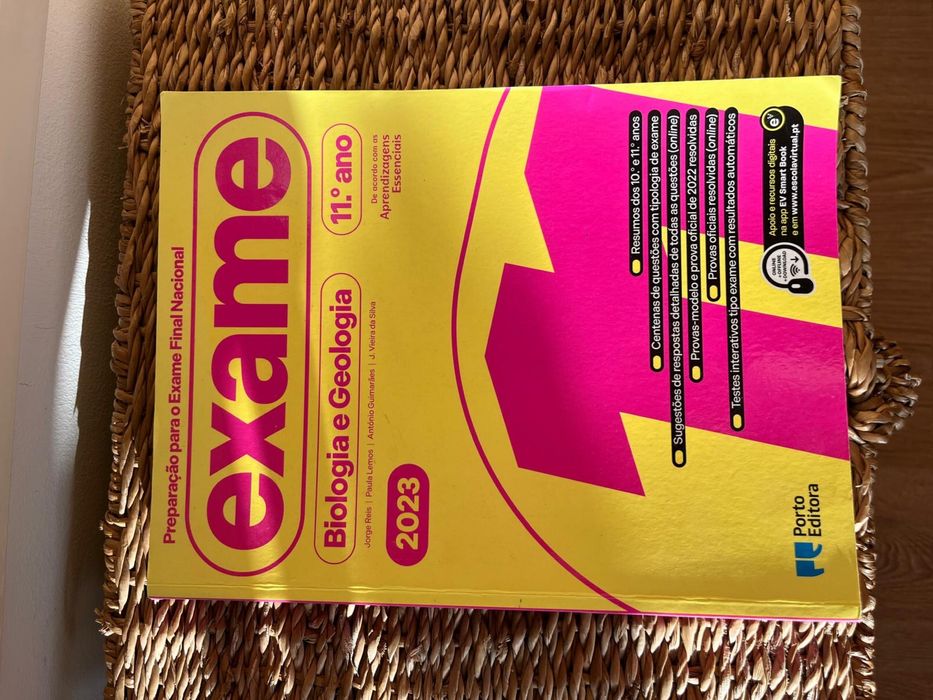 Preparação para o Exame Final Nacional
exame
Biologia e Geologia
11.º ano
Jorge Reis | Paula Lemos | António Guimarães | J. Vieira da Silva
De acordo com as
Aprendizagens
Essenciais
2023
Resumos dos 10.º e 11.º anos
Centenas de questões com tipologia de exame
Sugestões de respostas detalhadas de todas as questões (online)
Provas-modelo e prova oficial de 2022 resolvidas
Provas oficiais resolvidas (online)
Testes interativos tipo exame com resultados automáticos
Porto
Editora
ONLINE
+ OFFLINE
+ DOWNLOAD
Apoio e recursos digitais
na app EV Smart Book
e em www.escolavirtual.pt
eV